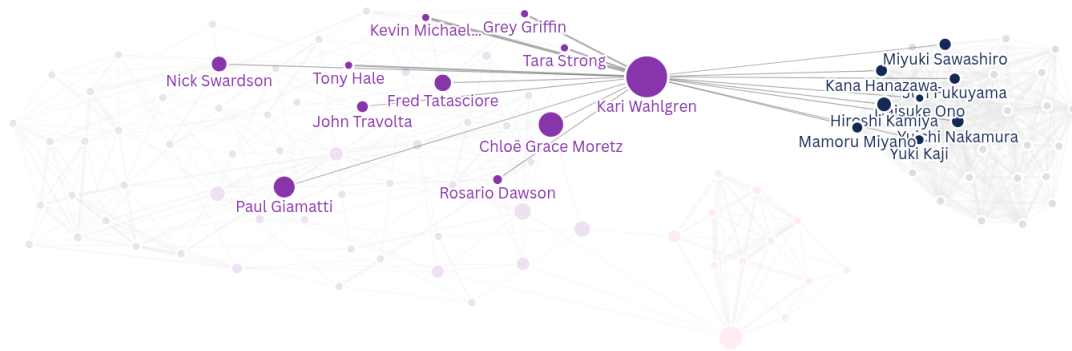 Kevin Michael...
Grey Griffin
Tara Strong
Nick Swardson
Tony Hale
Fred Tatasciore
Kari Wahlgren
John Travolta
Chloë Grace Moretz
Rosario Dawson
Paul Giamatti
Miyuki Sawashiro
Kana Hanazawa
Fukuyama
Ono
Hiroshi Kamiya
Yuichi Nakamura
Mamoru Miyano
Yuki Kaji